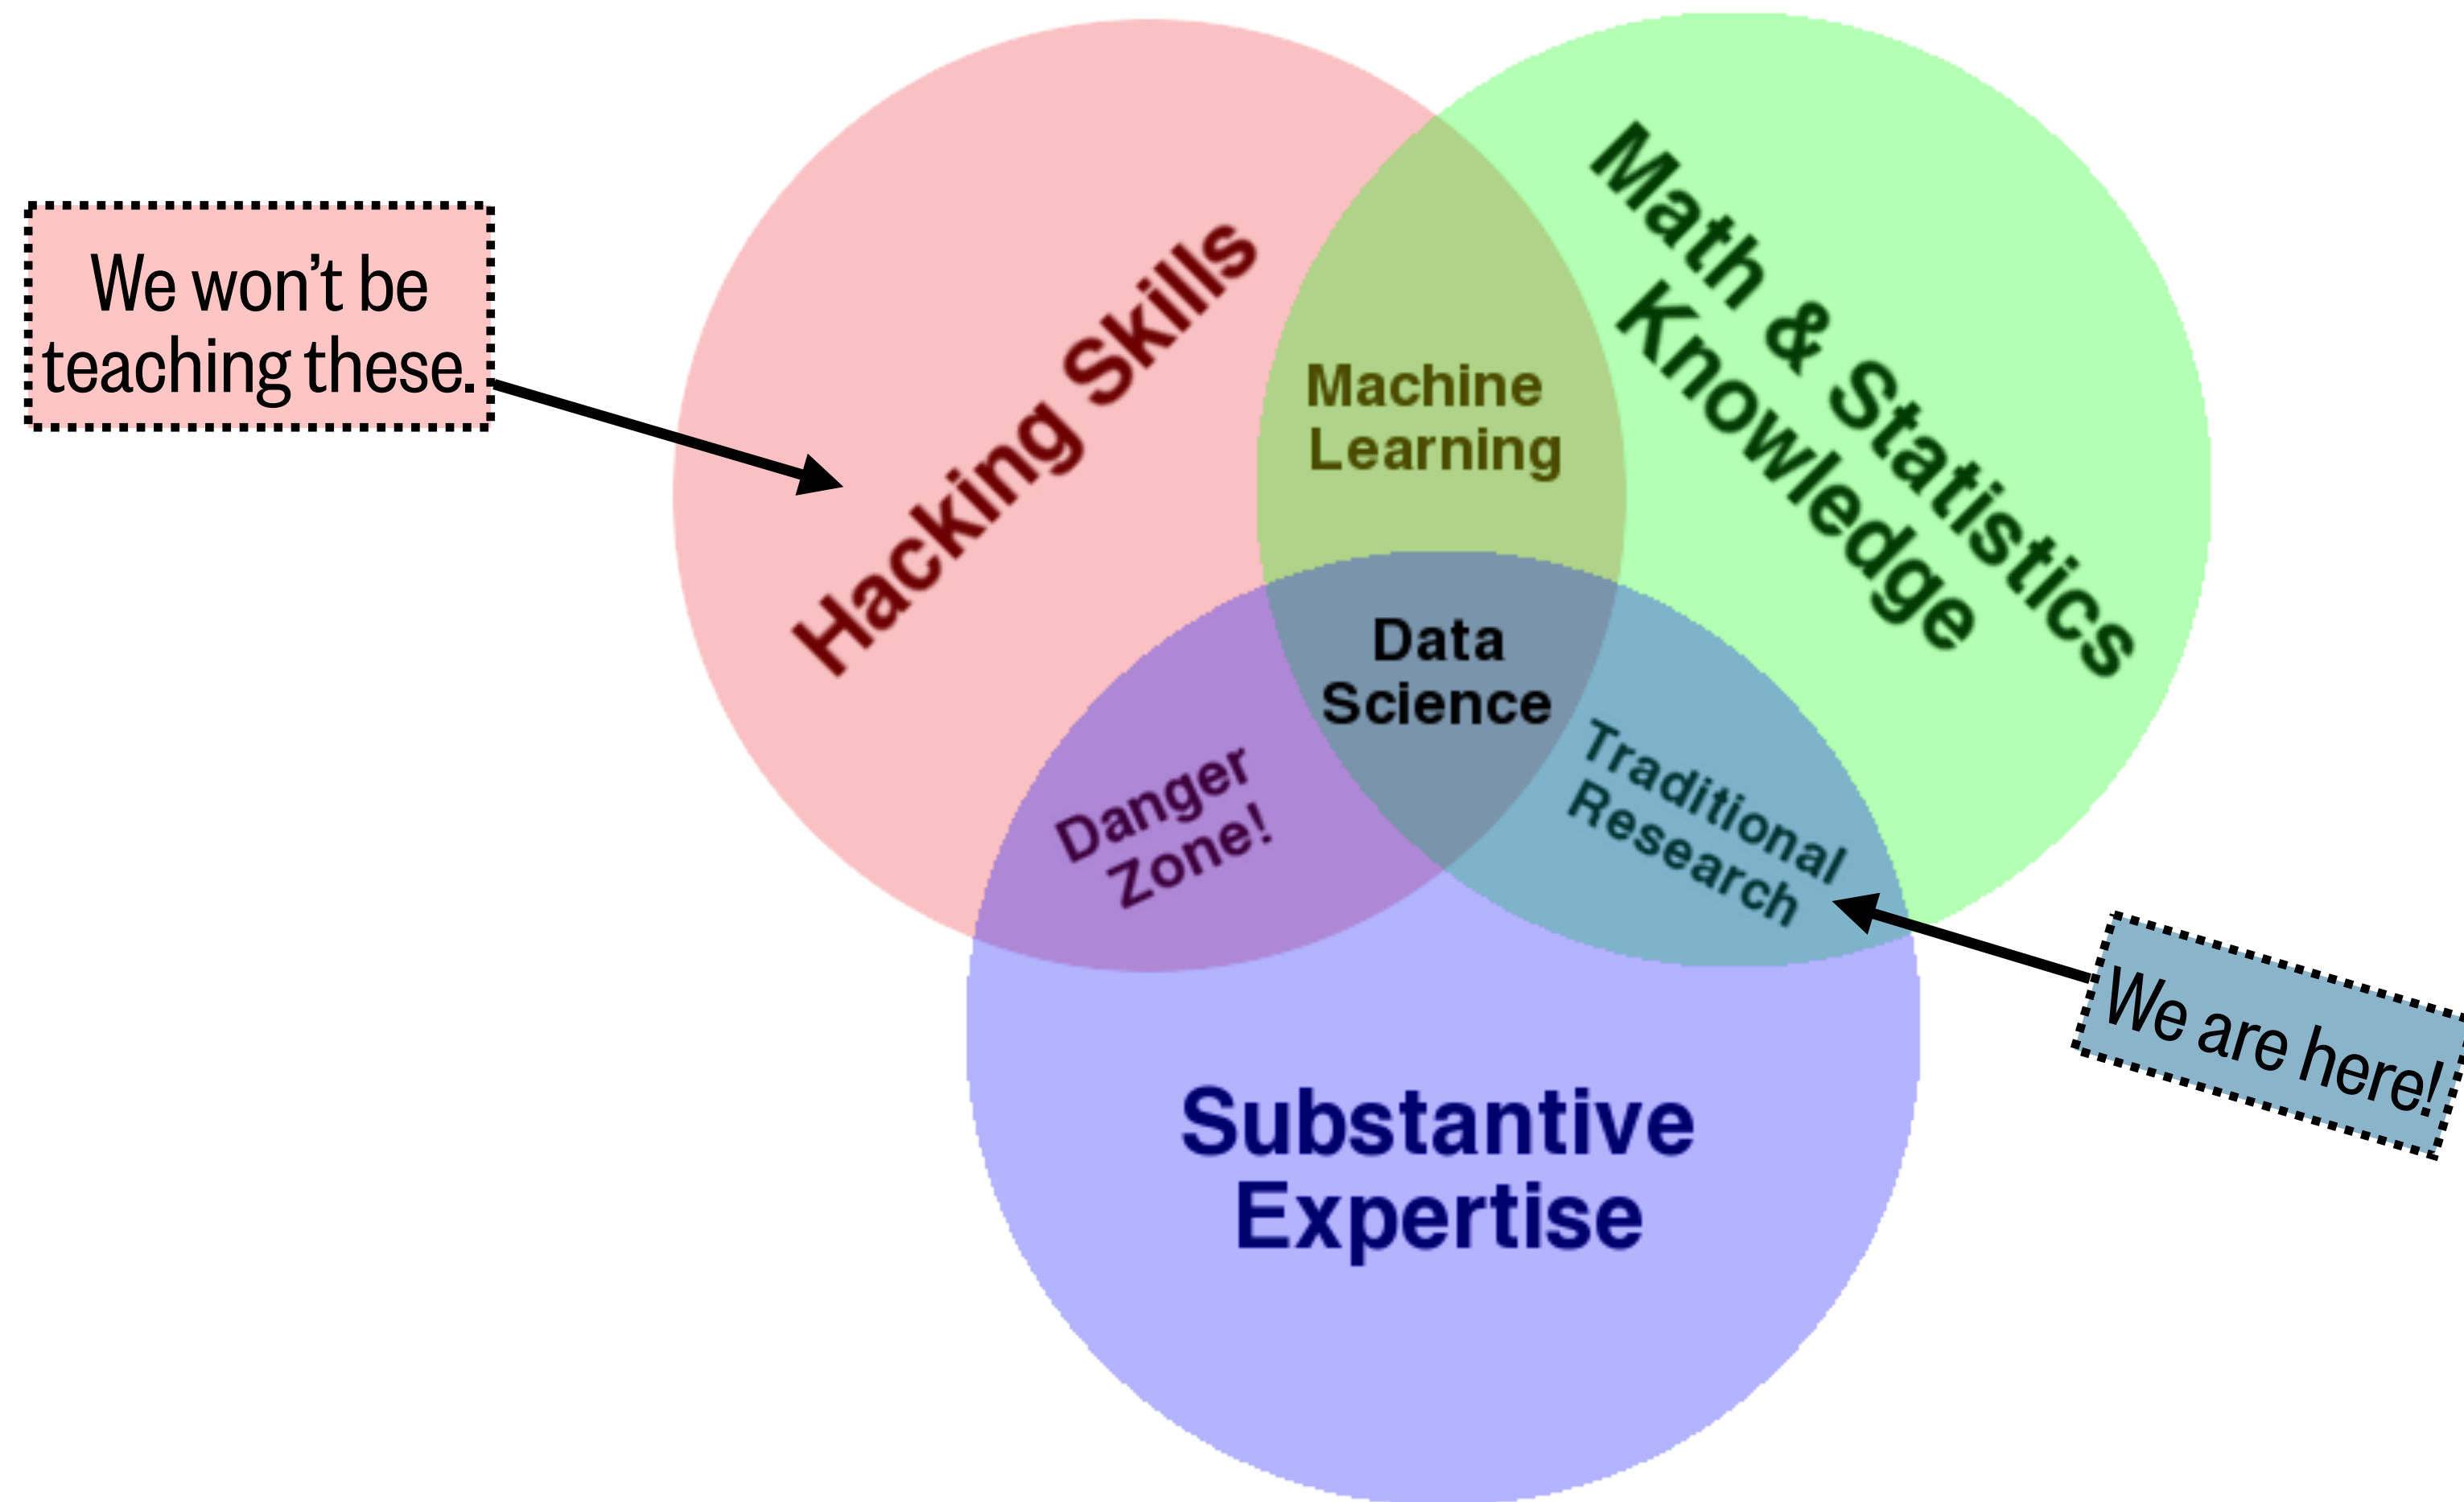 We won't be
teaching these.
Hacking Skills
Math & Statistics
Knowledge
Machine
Learning
Data
Science
Danger
Zone!
Traditional
Research
We are here!
Substantive
Expertise